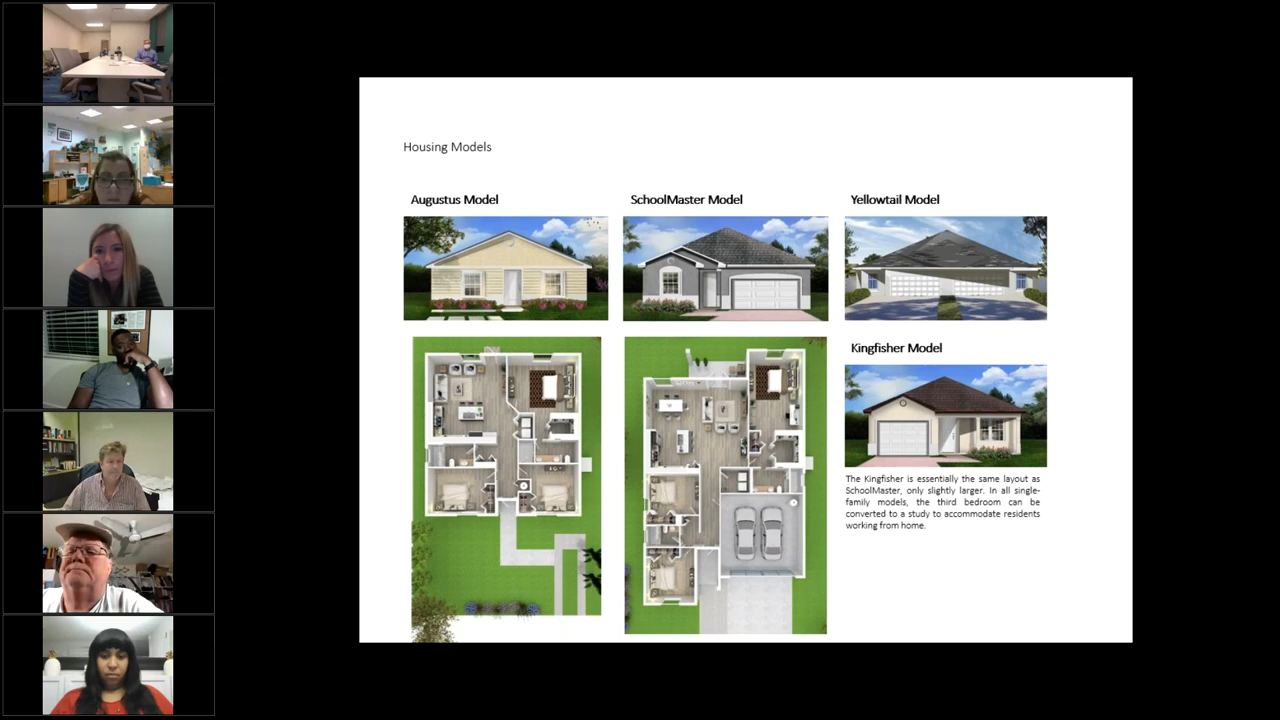 Housing Models
Augustus Model
SchoolMaster Model
Yellowtail Model
Kingfisher Model
The Kingfisher is essentially the same layout as
SchoolMaster, only slightly larger. In all single-
family models, the third bedroom can be
converted to a study to accommodate residents
working from home.